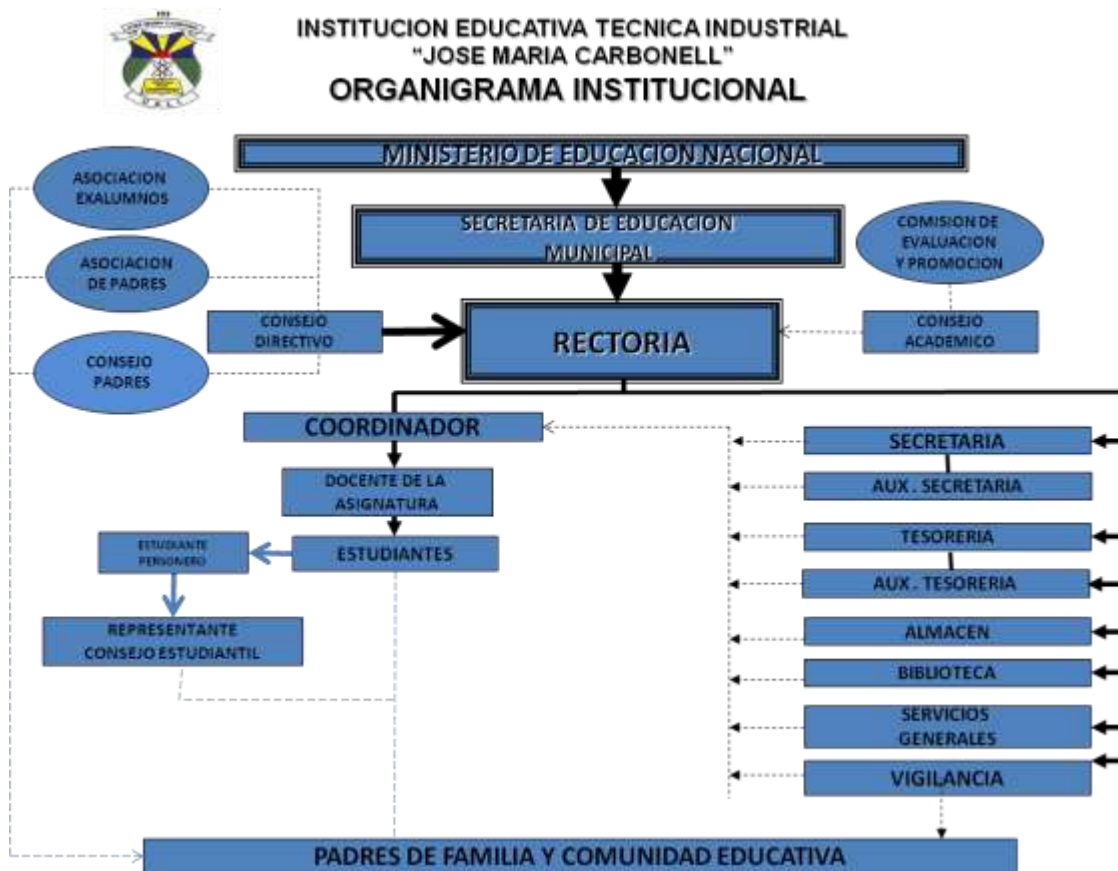 INSTITUCION EDUCATIVA TECNICA INDUSTRIAL
"JOSE MARIA CARBONELL"
ORGANIGRAMA INSTITUCIONAL
MINISTERIO DE EDUCACION NACIONAL
ASOCIACION
EXALUMNOS
SECRETARIA DE EDUCACION
MUNICIPAL
COMISION DE
EVALUACION
Y PROMOCION
ASOCIACION
DE PADRES
CONSEJO
DIRECTIVO
RECTORIA
CONSEJO
ACADEMICO
CONSEJO
PADRES
COORDINADOR
SECRETARIA
DOCENTE DE LA
ASIGNATURA
AUX. SECRETARIA
ESTUDIANTE
PERSONERO
ESTUDIANTES
TESORERIA
AUX. TESORERIA
REPRESENTANTE
CONSEJO ESTUDIANTIL
ALMACEN
BIBLIOTECA
SERVICIOS
GENERALES
VIGILANCIA
PADRES DE FAMILIA Y COMUNIDAD EDUCATIVA